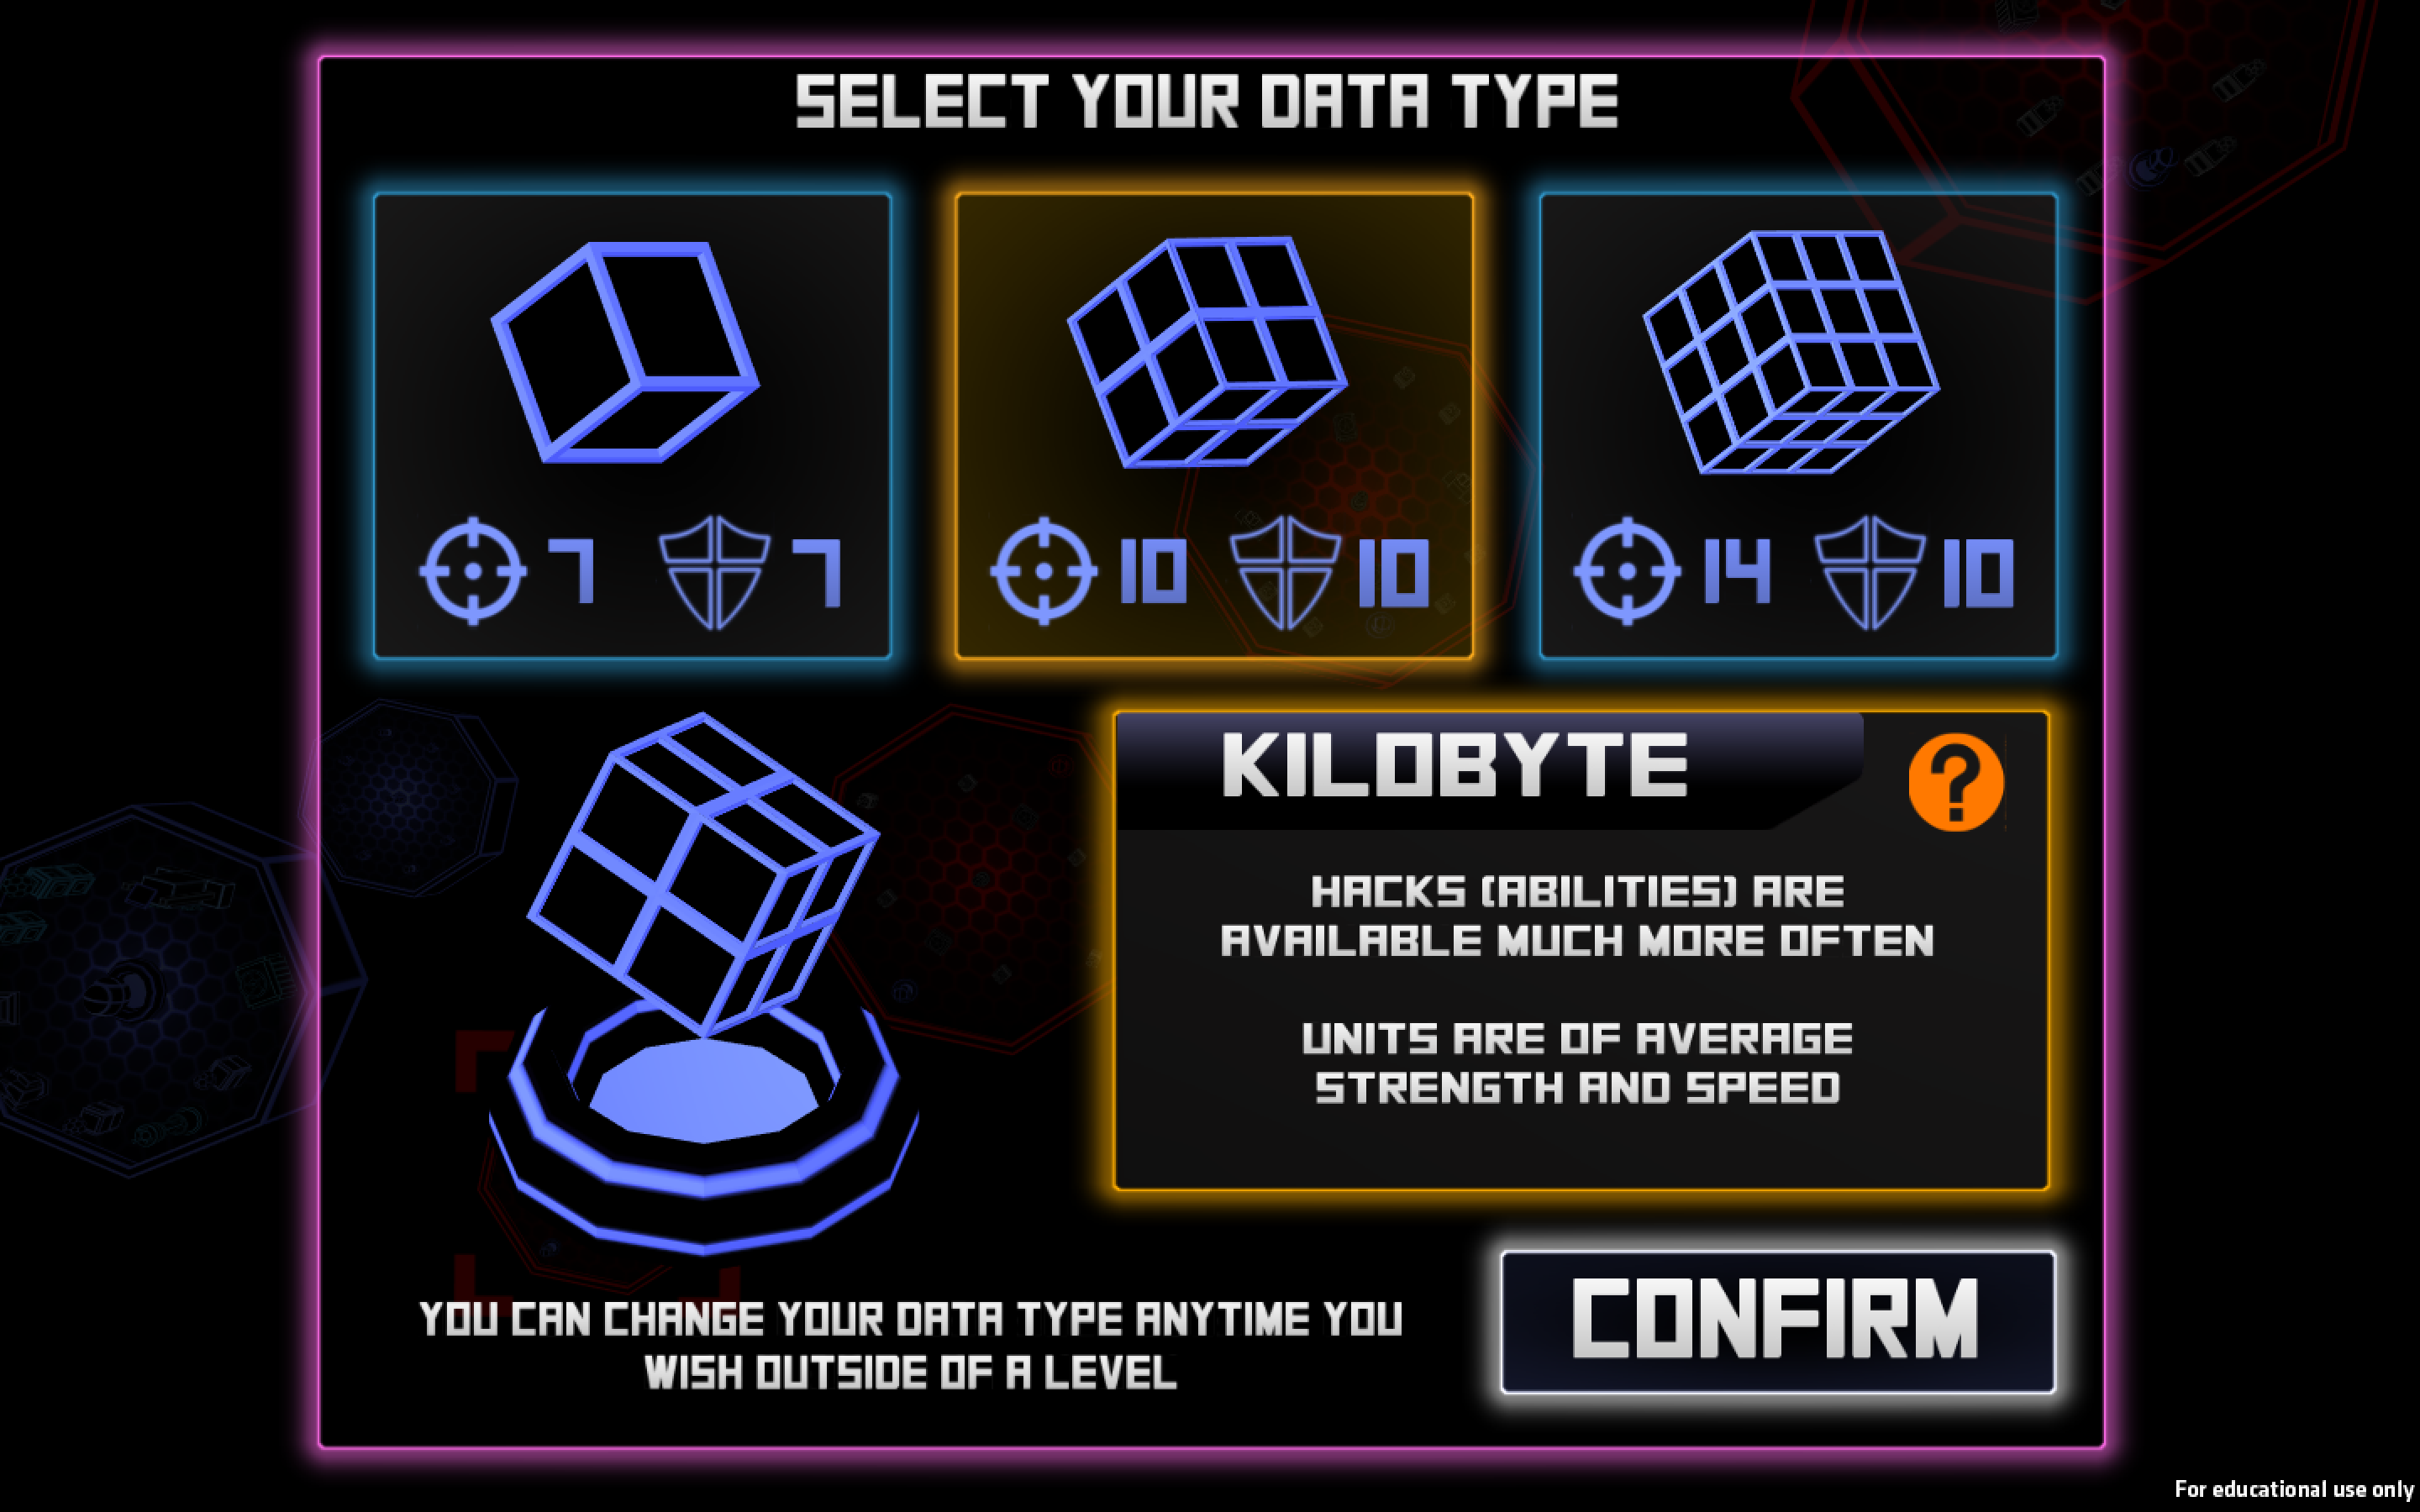 SELECT YOUR DATA TYPE
7 7
10 10
14 10
KILOBYTE
?
HACKS (ABILITIES) ARE
AVAILABLE MUCH MORE OFTEN
UNITS ARE OF AVERAGE
STRENGTH AND SPEED
YOU CAN CHANGE YOUR DATA TYPE ANYTIME YOU
WISH OUTSIDE OF A LEVEL
CONFIRM
For educational use only